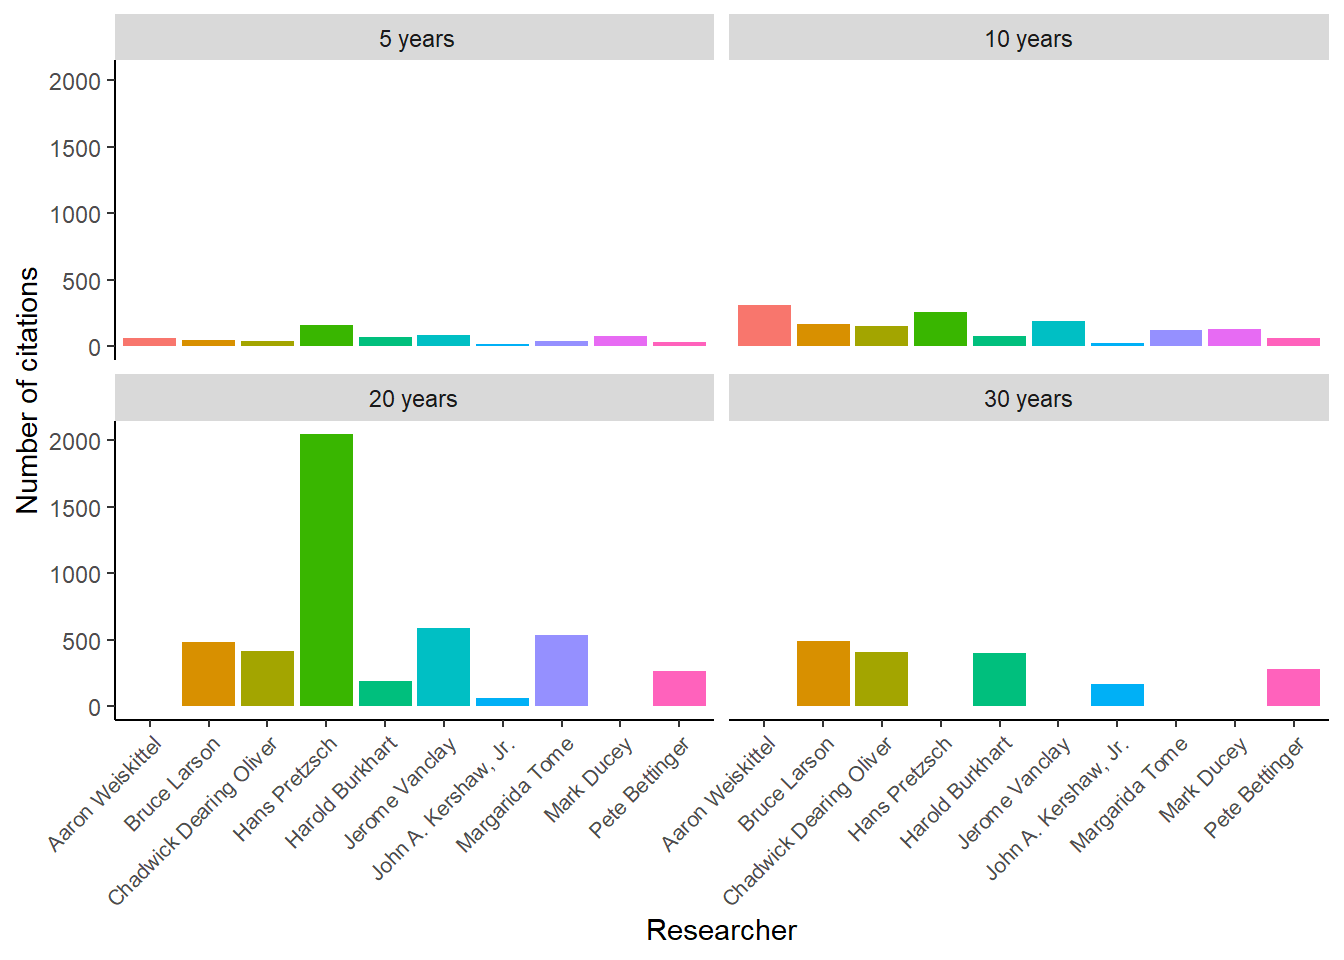 5 years
10 years
2000
1500
1000
500
0
20 years
30 years
2000
1500
1000
500
0
Number of citations
Aaron Weiskittel
Bruce Larson
Chadwick Dearing Oliver
Hans Pretzsch
Harold Burkhart
Jerome Vanclay
John A. Kershaw, Jr.
Margarida Tome
Mark Ducey
Pete Bettinger
Aaron Weiskittel
Bruce Larson
Chadwick Dearing Oliver
Hans Pretzsch
Harold Burkhart
Jerome Vanclay
John A. Kershaw, Jr.
Margarida Tome
Mark Ducey
Pete Bettinger
Researcher